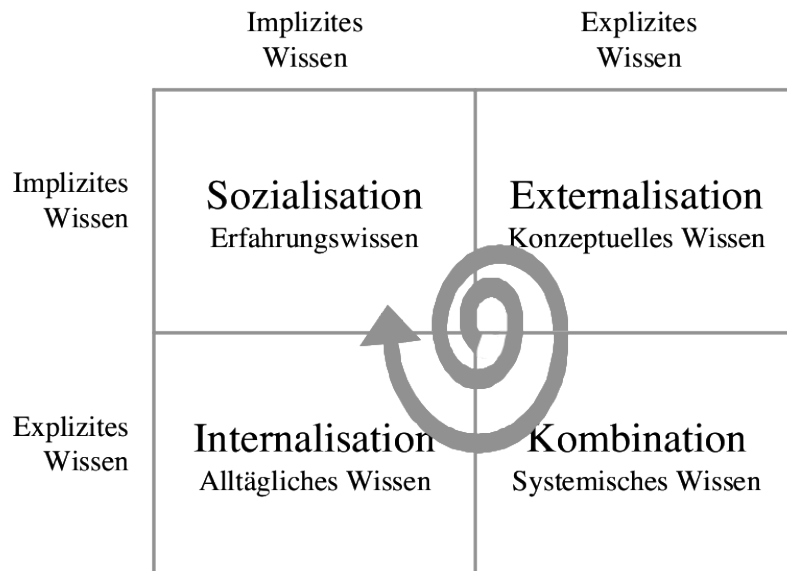 Implizites
Wissen
Explizites
Wissen
Implizites
Wissen
Sozialisation
Erfahrungswissen
Externalisation
Konzeptuelles Wissen
Explizites
Wissen
Internalisation
Alltägliches Wissen
Kombination
Systemisches Wissen